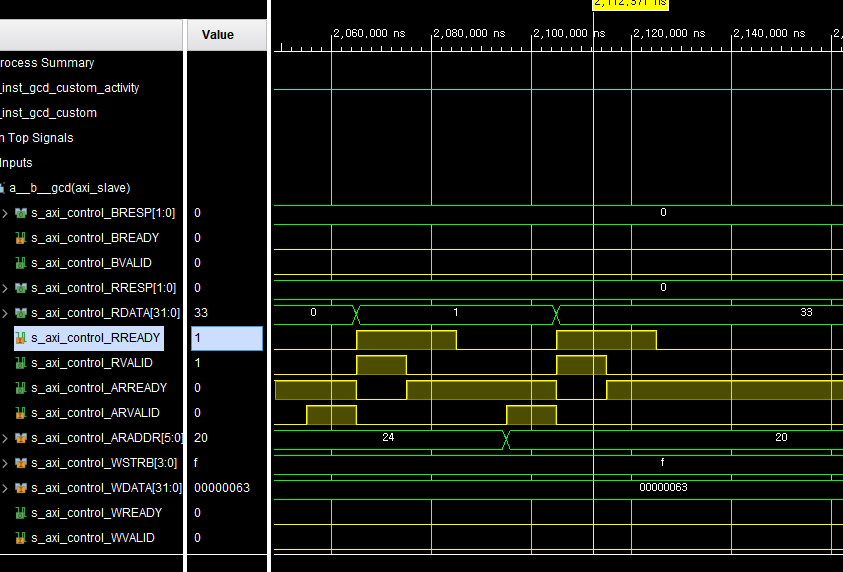 2,112,571 ns
Value
2,060,000 ns 2,080,000 ns 2,100,000 ns 2,120,000 ns 2,140,000 ns
rocess Summary
_inst_gcd_custom_activity
_inst_gcd_custom
n Top Signals
Inputs
a__b__gcd(axi_slave)
s_axi_control_BRESP[1:0] 0 0
s_axi_control_BREADY 0
s_axi_control_BVALID 0
s_axi_control_RRESP[1:0] 0 0
s_axi_control_RDATA[31:0] 33 0 1 33
s_axi_control_RREADY 1
s_axi_control_RVALID 1
s_axi_control_ARREADY 0
s_axi_control_ARVALID 0
s_axi_control_ARADDR[5:0] 20 24 20
s_axi_control_WSTRB[3:0] f f
s_axi_control_WDATA[31:0] 00000063 00000063
s_axi_control_WREADY 0
s_axi_control_WVALID 0